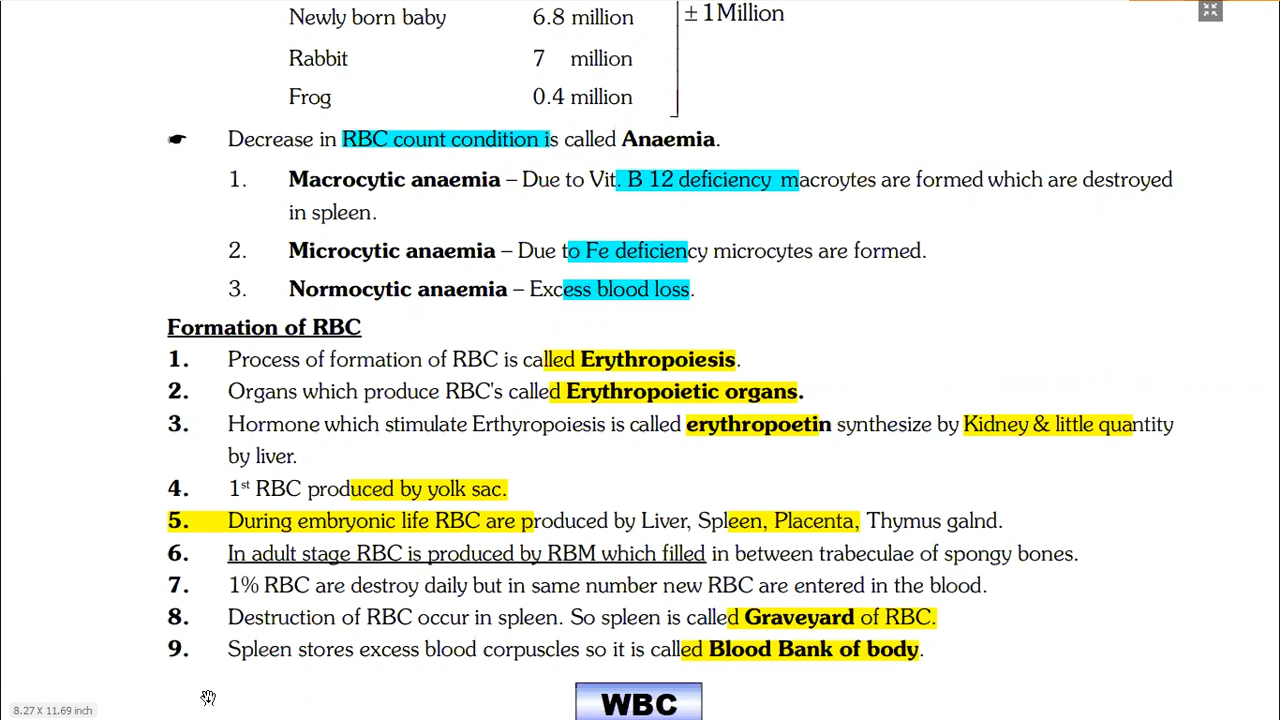 Newly born baby 6.8 million ± 1 Million
Rabbit 7 million
Frog 0.4 million
☛ Decrease in RBC count condition is called Anaemia.
1. Macrocytic anaemia – Due to Vit. B 12 deficiency macroytes are formed which are destroyed
in spleen.
2. Microcytic anaemia – Due to Fe deficiency microcytes are formed.
3. Normocytic anaemia – Excess blood loss.
Formation of RBC
1. Process of formation of RBC is called Erythropoiesis.
2. Organs which produce RBC's called Erythropoietic organs.
3. Hormone which stimulate Erthyropoiesis is called erythropoetin synthesize by Kidney & little quantity
by liver.
4. 1st RBC produced by yolk sac.
5. During embryonic life RBC are produced by Liver, Spleen, Placenta, Thymus galnd.
6. In adult stage RBC is produced by RBM which filled in between trabeculae of spongy bones.
7. 1% RBC are destroy daily but in same number new RBC are entered in the blood.
8. Destruction of RBC occur in spleen. So spleen is called Graveyard of RBC.
9. Spleen stores excess blood corpuscles so it is called Blood Bank of body.
WBC
8.27 X 11.69 inch